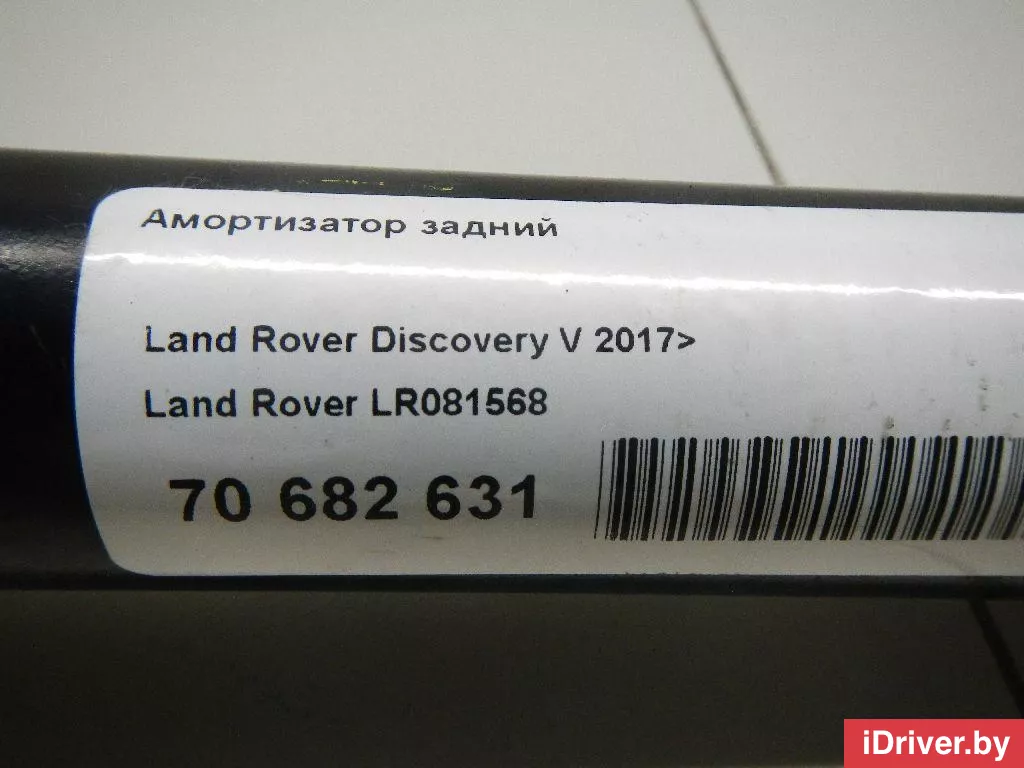 Амортизатор задний
Land Rover Discovery V 2017>
Land Rover LR081568
70 682 631
iDriver.by